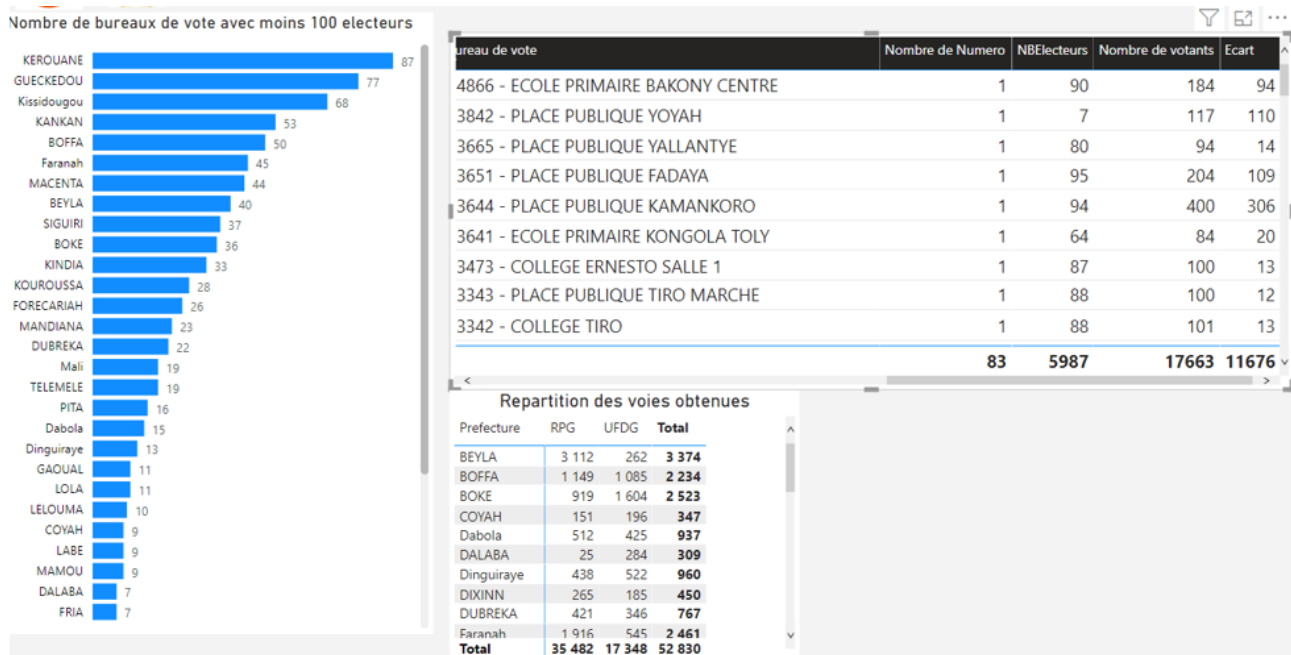 Nombre de bureaux de vote avec moins 100 electeurs
KEROUANE 87
GUECKEDOU 77
Kissidougou 68
KANKAN 53
BOFFA 50
Faranah 45
MACENTA 44
BEYLA 40
SIGUIRI 37
BOKE 36
KINDIA 33
KOUROUSSA 28
FORECARIAH 26
MANDIANA 23
DUBREKA 22
Mali 19
TELEMELE 19
PITA 16
Dabola 15
Dinguiraye 13
GAOUAL 11
LOLA 11
LELOUMA 10
COYAH 9
LABE 9
MAMOU 9
DALABA 7
FRIA 7
ureau de vote Nombre de Numero NBElecteurs Nombre de votants Ecart
4866 - ECOLE PRIMAIRE BAKONY CENTRE 1 90 184 94
3842 - PLACE PUBLIQUE YOYAH 1 7 117 110
3665 - PLACE PUBLIQUE YALLANTYE 1 80 94 14
3651 - PLACE PUBLIQUE FADAYA 1 95 204 109
3644 - PLACE PUBLIQUE KAMANKORO 1 94 400 306
3641 - ECOLE PRIMAIRE KONGOLA TOLY 1 64 84 20
3473 - COLLEGE ERNESTO SALLE 1 1 87 100 13
3343 - PLACE PUBLIQUE TIRO MARCHE 1 88 100 12
3342 - COLLEGE TIRO 1 88 101 13
83 5987 17663 11676
Repartition des voies obtenues
Prefecture RPG UFDG Total
BEYLA 3 112 262 3 374
BOFFA 1 149 1 085 2 234
BOKE 919 1 604 2 523
COYAH 151 196 347
Dabola 512 425 937
DALABA 25 284 309
Dinguiraye 438 522 960
DIXINN 265 185 450
DUBREKA 421 346 767
Faranah 1 916 545 2 461
Total 35 482 17 348 52 830